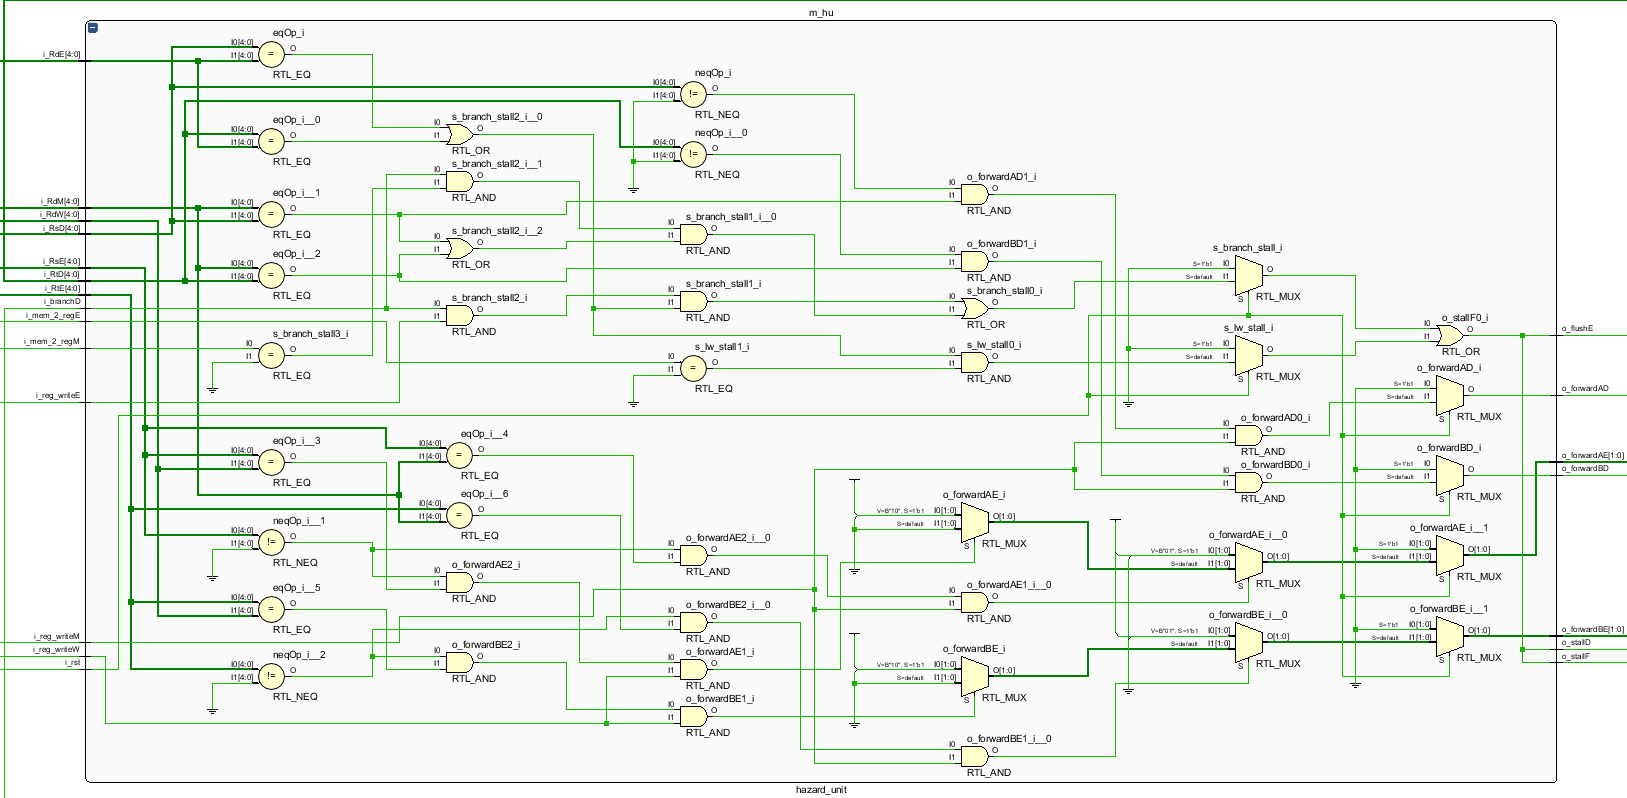 m_hu
i_RdE[4:0]
i_RdM[4:0]
i_RdW[4:0]
i_RsD[4:0]
i_RsE[4:0]
i_RtD[4:0]
i_RtE[4:0]
i_branchD
i_mem_2_regE
i_mem_2_regM
i_reg_writeE
i_reg_writeM
i_reg_writeW
i_rst
eqOp_i
I0[4:0]
I1[4:0]
=
O
RTL_EQ
eqOp_i__0
I0[4:0]
I1[4:0]
=
O
RTL_EQ
eqOp_i__1
I0[4:0]
I1[4:0]
=
O
RTL_EQ
eqOp_i__2
I0[4:0]
I1[4:0]
=
O
RTL_EQ
s_branch_stall3_i
I0
I1
=
O
RTL_EQ
eqOp_i__3
I0[4:0]
I1[4:0]
=
O
RTL_EQ
neqOp_i__1
I0[4:0]
I1[4:0]
!=
O
RTL_NEQ
eqOp_i__5
I0[4:0]
I1[4:0]
=
O
RTL_EQ
neqOp_i__2
I0[4:0]
I1[4:0]
!=
O
RTL_NEQ
s_branch_stall2_i__0
I0
I1
O
RTL_OR
s_branch_stall2_i__1
I0
I1
O
RTL_AND
s_branch_stall2_i__2
I0
I1
O
RTL_OR
s_branch_stall2_i
I0
I1
O
RTL_AND
eqOp_i__4
I0[4:0]
I1[4:0]
=
O
RTL_EQ
eqOp_i__6
I0[4:0]
I1[4:0]
=
O
RTL_EQ
o_forwardAE2_i
I0
I1
O
RTL_AND
o_forwardBE2_i
I0
I1
O
RTL_AND
neqOp_i
I0[4:0]
I1[4:0]
!=
O
RTL_NEQ
neqOp_i__0
I0[4:0]
I1[4:0]
!=
O
RTL_NEQ
s_branch_stall1_i__0
I0
I1
O
RTL_AND
s_branch_stall1_i
I0
I1
O
RTL_AND
s_lw_stall1_i
I0
I1
=
O
RTL_EQ
o_forwardAE2_i__0
I0
I1
O
RTL_AND
o_forwardBE2_i__0
I0
I1
O
RTL_AND
o_forwardAE1_i
I0
I1
O
RTL_AND
o_forwardBE1_i
I0
I1
O
RTL_AND
o_forwardAD1_i
I0
I1
O
RTL_AND
o_forwardBD1_i
I0
I1
O
RTL_AND
s_branch_stall0_i
I0
I1
O
RTL_OR
s_lw_stall0_i
I0
I1
O
RTL_AND
o_forwardAE_i
V=B"10", S=1'b1 I0[1:0]
S=default I1[1:0]
O[1:0]
S
RTL_MUX
o_forwardAE1_i__0
I0
I1
O
RTL_AND
o_forwardBE_i
V=B"10", S=1'b1 I0[1:0]
S=default I1[1:0]
O[1:0]
S
RTL_MUX
o_forwardBE1_i__0
I0
I1
O
RTL_AND
s_branch_stall_i
S=1'b1 I0
S=default I1
O
S
RTL_MUX
s_lw_stall_i
S=1'b1 I0
S=default I1
O
S
RTL_MUX
o_forwardAD0_i
I0
I1
O
RTL_AND
o_forwardBD0_i
I0
I1
O
RTL_AND
o_forwardAE_i__0
V=B"01", S=1'b1 I0[1:0]
S=default I1[1:0]
O[1:0]
S
RTL_MUX
o_forwardBE_i__0
V=B"01", S=1'b1 I0[1:0]
S=default I1[1:0]
O[1:0]
S
RTL_MUX
o_stallF0_i
I0
I1
O
RTL_OR
o_forwardAD_i
S=1'b1 I0
S=default I1
O
S
RTL_MUX
o_forwardBD_i
S=1'b1 I0
S=default I1
O
S
RTL_MUX
o_forwardAE_i__1
S=1'b1 I0[1:0]
S=default I1[1:0]
O[1:0]
S
RTL_MUX
o_forwardBE_i__1
S=1'b1 I0[1:0]
S=default I1[1:0]
O[1:0]
S
RTL_MUX
o_flushE
o_forwardAD
o_forwardAE[1:0]
o_forwardBD
o_forwardBE[1:0]
o_stallD
o_stallF
hazard_unit